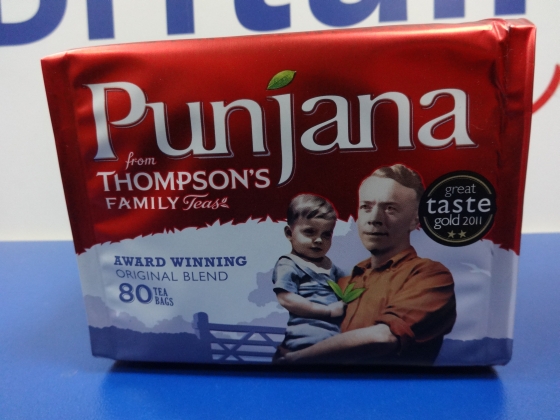 Punjana
from
THOMPSON'S
FAMILY Teas
great
taste
gold 2011
AWARD WINNING
ORIGINAL BLEND
80 TEA
BAGS